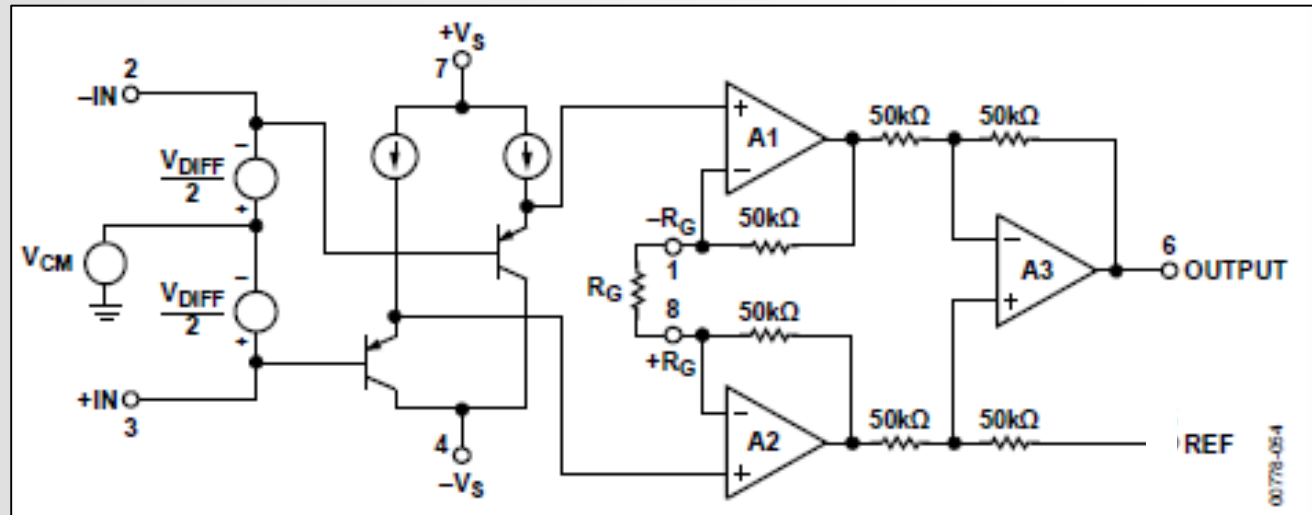 +VS
7
2
–IN
VDIFF
2
VCM
VDIFF
2
+IN
3
4
–VS
+
A1
–
50kΩ
50kΩ
50kΩ
–RG
1
RG
8
+RG
50kΩ
–
A2
+
50kΩ
50kΩ
–
A3
+
6
OUTPUT
REF
00778-054